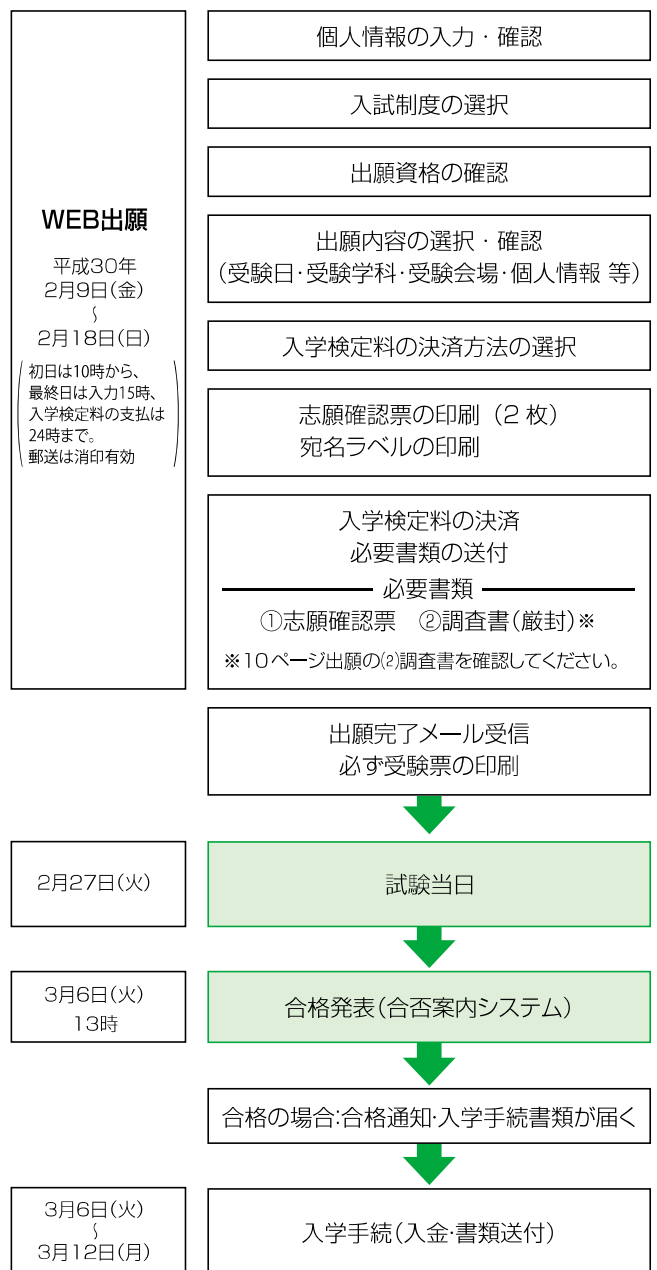 WEB出願
平成30年
2月9日(金)
〜
2月18日(日)
初日は10時から、
最終日は入力15時、
入学検定料の支払は
24時まで。
郵送は消印有効
個人情報の入力・確認
入試制度の選択
出願資格の確認
出願内容の選択・確認
(受験日・受験学科・受験会場・個人情報 等)
入学検定料の決済方法の選択
志願確認票の印刷（2枚）
宛名ラベルの印刷
入学検定料の決済
必要書類の送付
必要書類
①志願確認票 ②調査書(厳封)※
※10ページ出願の⑵調査書を確認してください。
出願完了メール受信
必ず受験票の印刷
2月27日(火)
試験当日
3月6日(火)
13時
合格発表(合否案内システム)
合格の場合:合格通知・入学手続書類が届く
3月6日(火)
〜
3月12日(月)
入学手続(入金・書類送付)